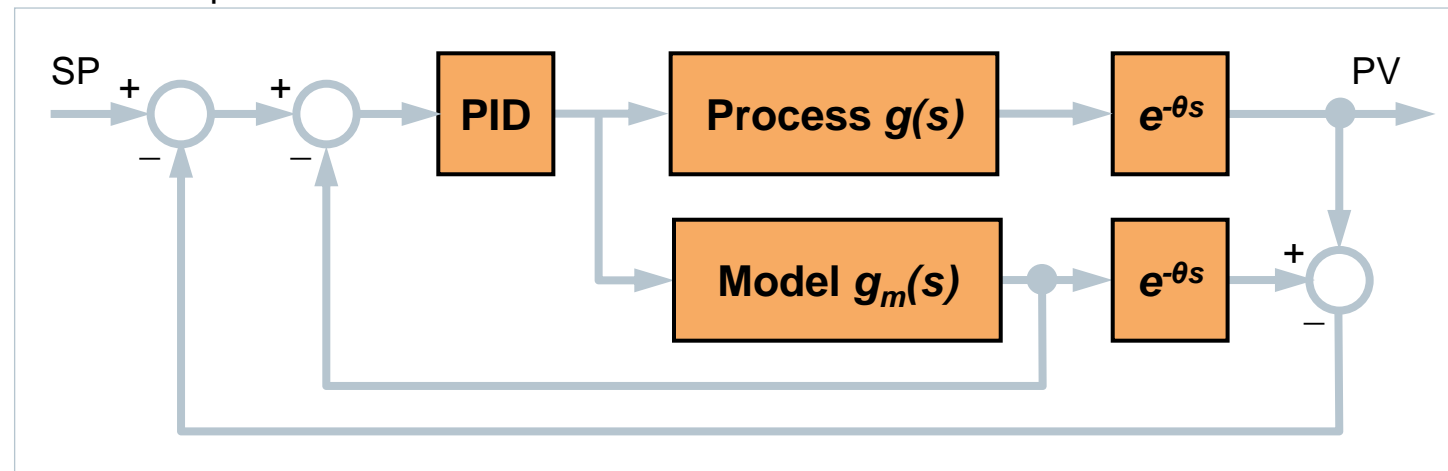 SP
+
+
PID
Process g(s)
e^-θs
PV
–
–
Model g_m(s)
e^-θs
+
–